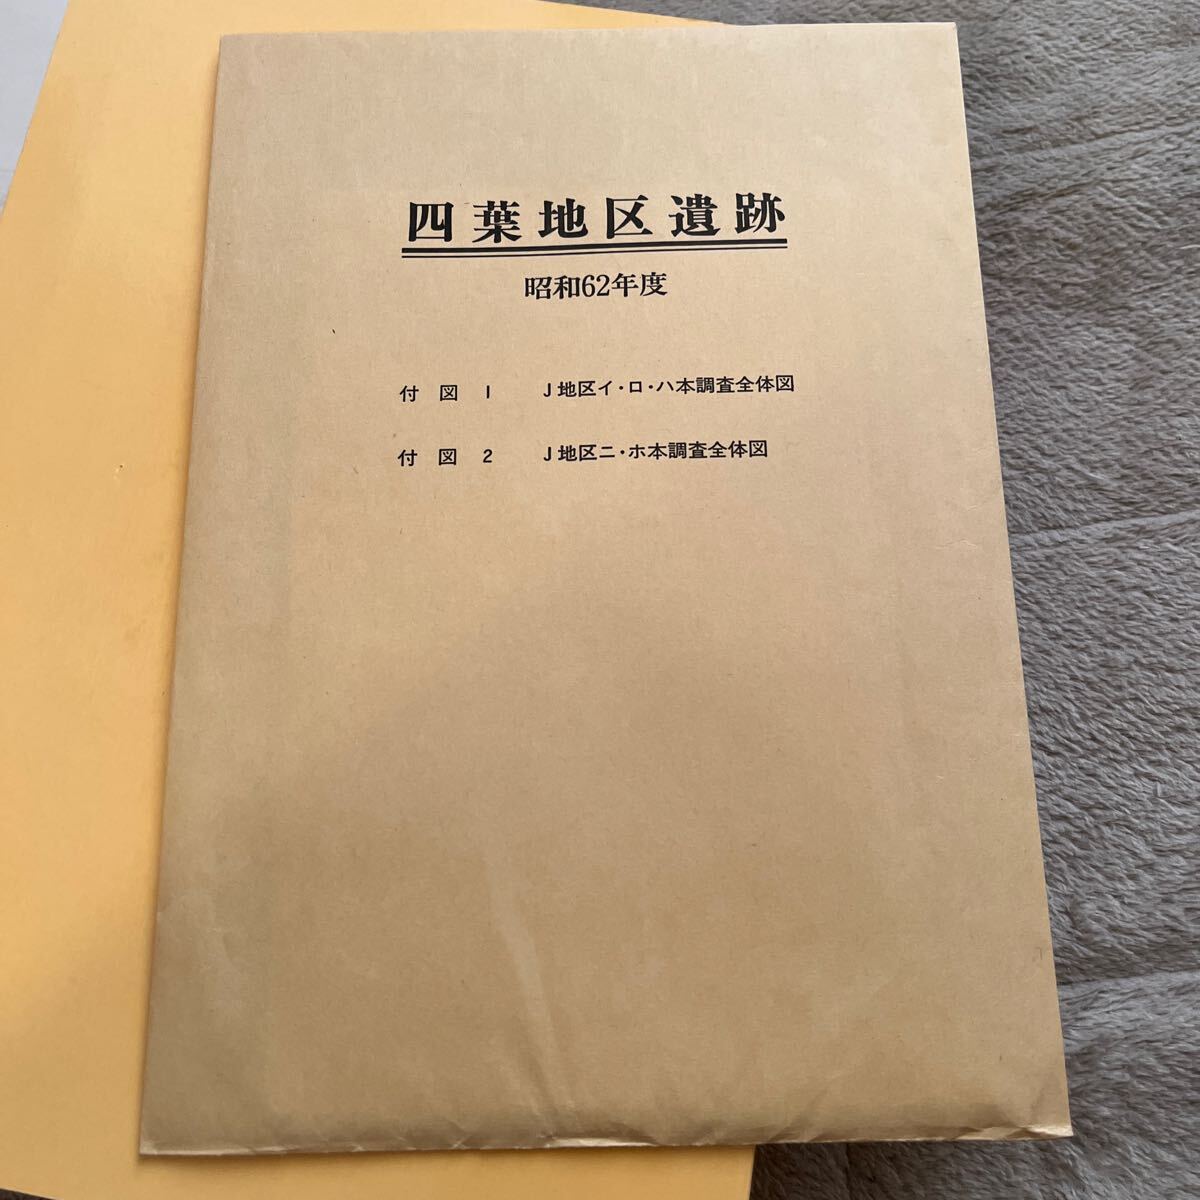 四葉地区遺跡
昭和62年度
付図1 J地区イ・ロ・ハ本調査全体図
付図2 J地区ニ・ホ本調査全体図